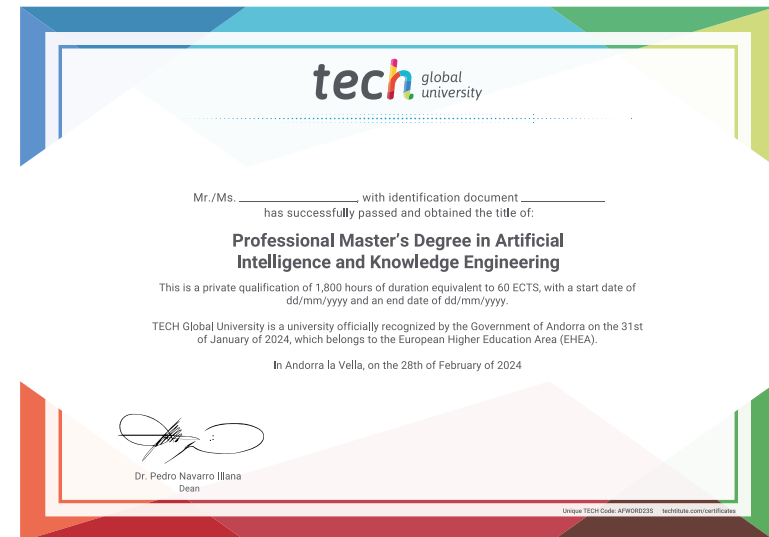 tech global
university
Mr./Ms. __________________, with identification document _____________
has successfully passed and obtained the title of:
Professional Master's Degree in Artificial
Intelligence and Knowledge Engineering
This is a private qualification of 1,800 hours of duration equivalent to 60 ECTS, with a start date of
dd/mm/yyyy and an end date of dd/mm/yyyy.
TECH Global University is a university officially recognized by the Government of Andorra on the 31st
of January of 2024, which belongs to the European Higher Education Area (EHEA).
In Andorra la Vella, on the 28th of February of 2024
Dr. Pedro Navarro Illana
Dean
Unique TECH Code: AFWORD23S techtitute.com/certificates